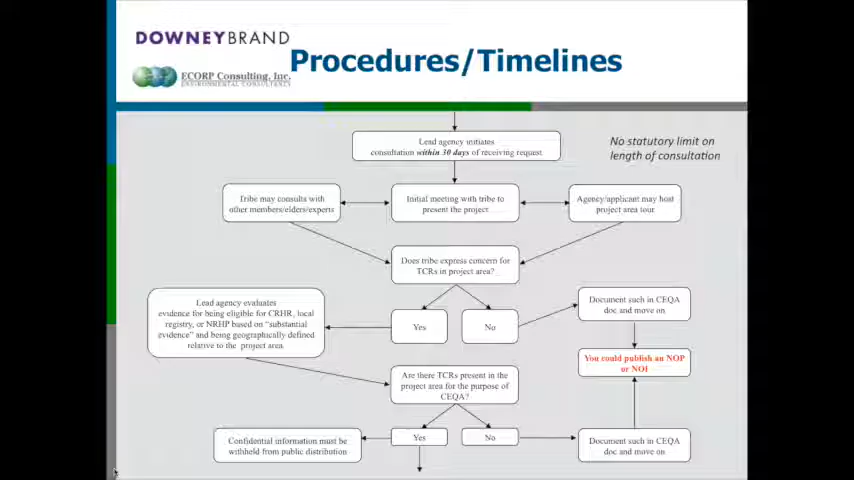 DOWNEYBRAND
ECORP Consulting, Inc.
ENVIRONMENTAL CONSULTANTS
Procedures/Timelines
Lead agency initiates
consultation within 30 days of receiving request
No statutory limit on
length of consultation
Tribe may consult with
other members/elders/experts
Initial meeting with tribe to
present the project
Agency/applicant may host
project area tour
Does tribe express concern for
TCRs in project area?
Lead agency evaluates
evidence for being eligible for CRHR, local
registry, or NRHP based on “substantial
evidence” and being geographically defined
relative to the project area
Yes
No
Document such in CEQA
doc and move on
You could publish an NOP
or NOI
Are there TCRs present in the
project area for the purpose of
CEQA?
Confidential information must be
withheld from public distribution
Yes
No
Document such in CEQA
doc and move on